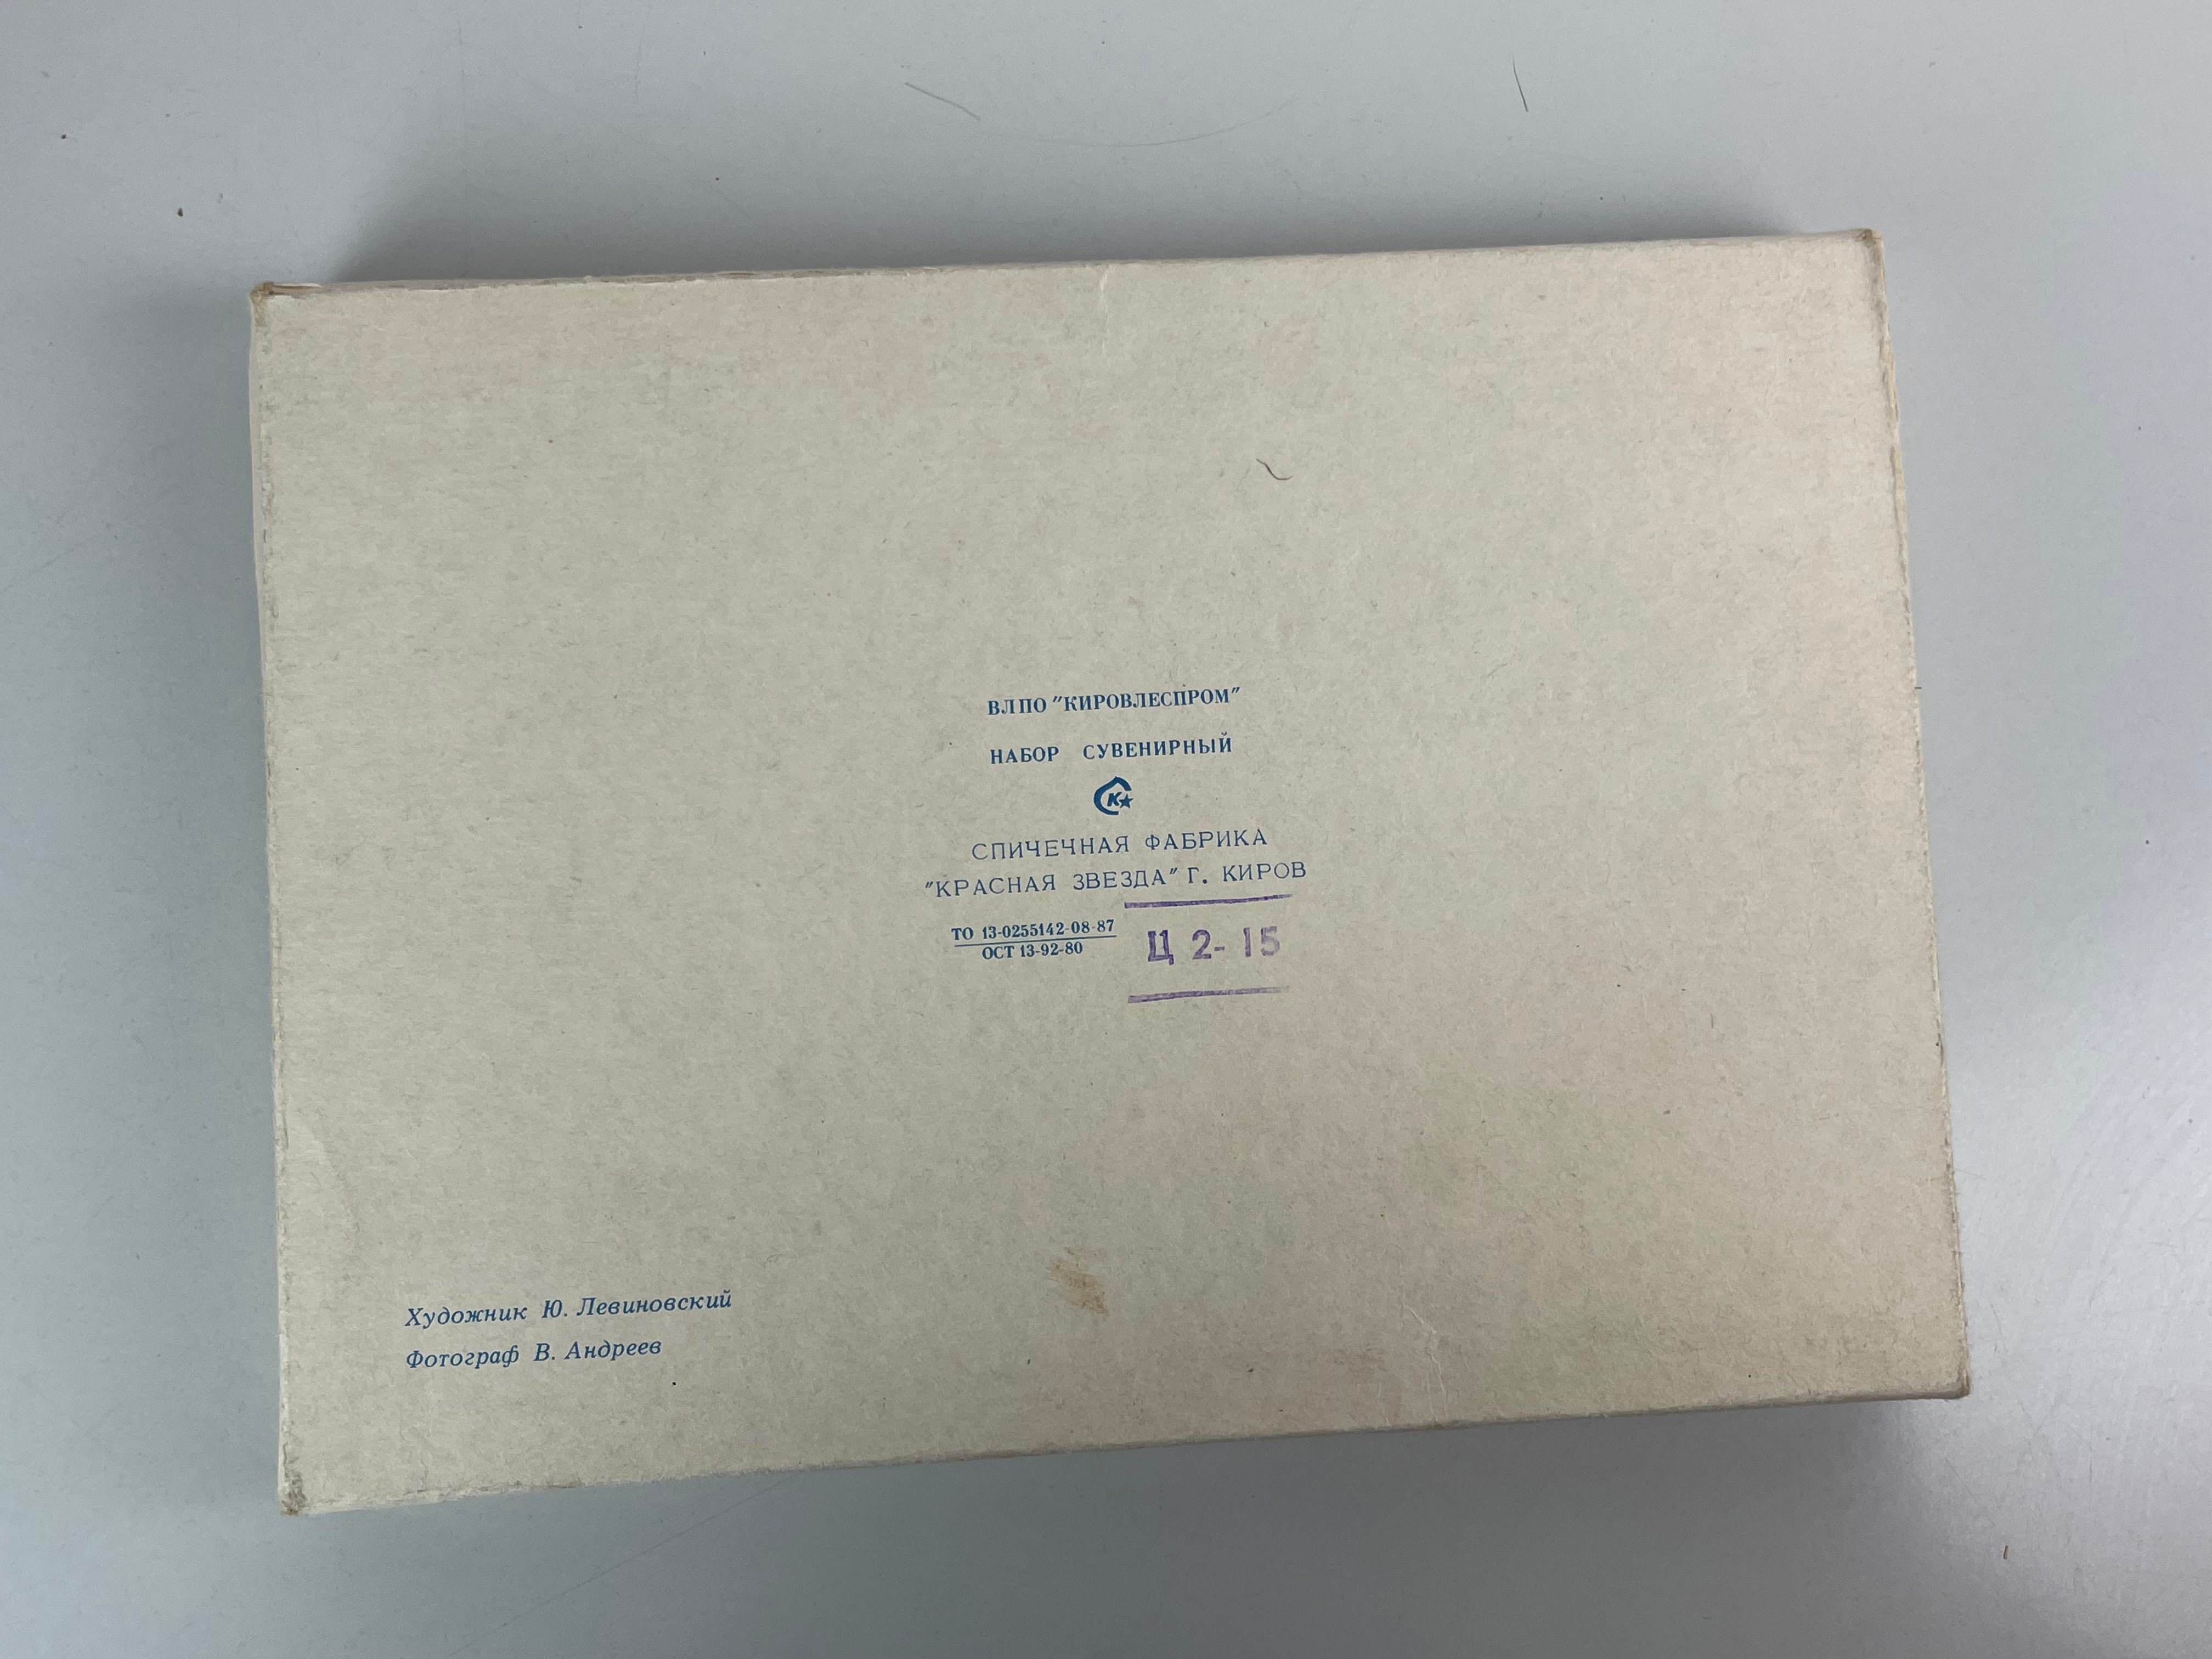 ВЛПО "КИРОВЛЕСПРОМ"
НАБОР СУВЕНИРНЫЙ
К
СПИЧЕЧНАЯ ФАБРИКА
"КРАСНАЯ ЗВЕЗДА" Г. КИРОВ
ТО 13-0255142-08-87
ОСТ 13-92-80
Ц 2-15
Художник Ю. Левиновский
Фотограф В. Андреев